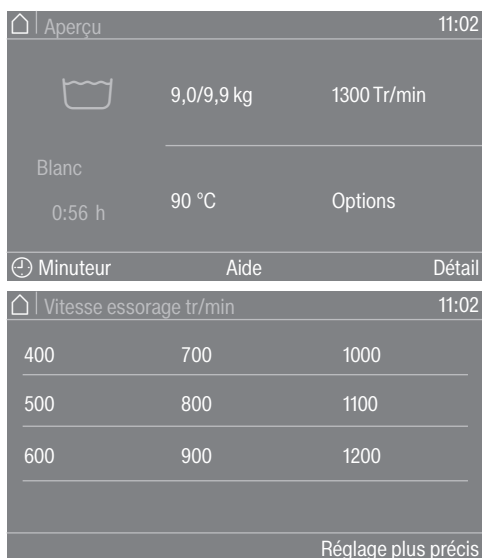 Aperçu 11:02
9,0/9,9 kg 1300 Tr/min
Blanc
0:56 h
90 °C Options
Minuteur Aide Détail
Vitesse essorage tr/min 11:02
400 700 1000
500 800 1100
600 900 1200
Réglage plus précis